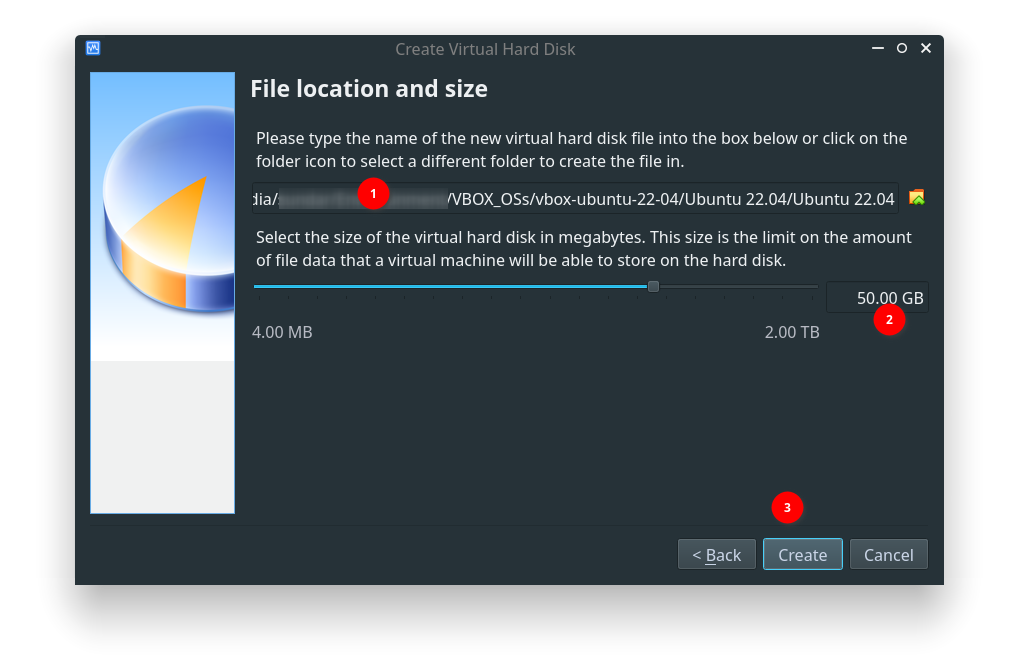 Create Virtual Hard Disk
File location and size
Please type the name of the new virtual hard disk file into the box below or click on the
folder icon to select a different folder to create the file in.
1
dia/ /VBOX_OSs/vbox-ubuntu-22-04/Ubuntu 22.04/Ubuntu 22.04
Select the size of the virtual hard disk in megabytes. This size is the limit on the amount
of file data that a virtual machine will be able to store on the hard disk.
50.00 GB
2
4.00 MB 2.00 TB
3
< Back Create Cancel